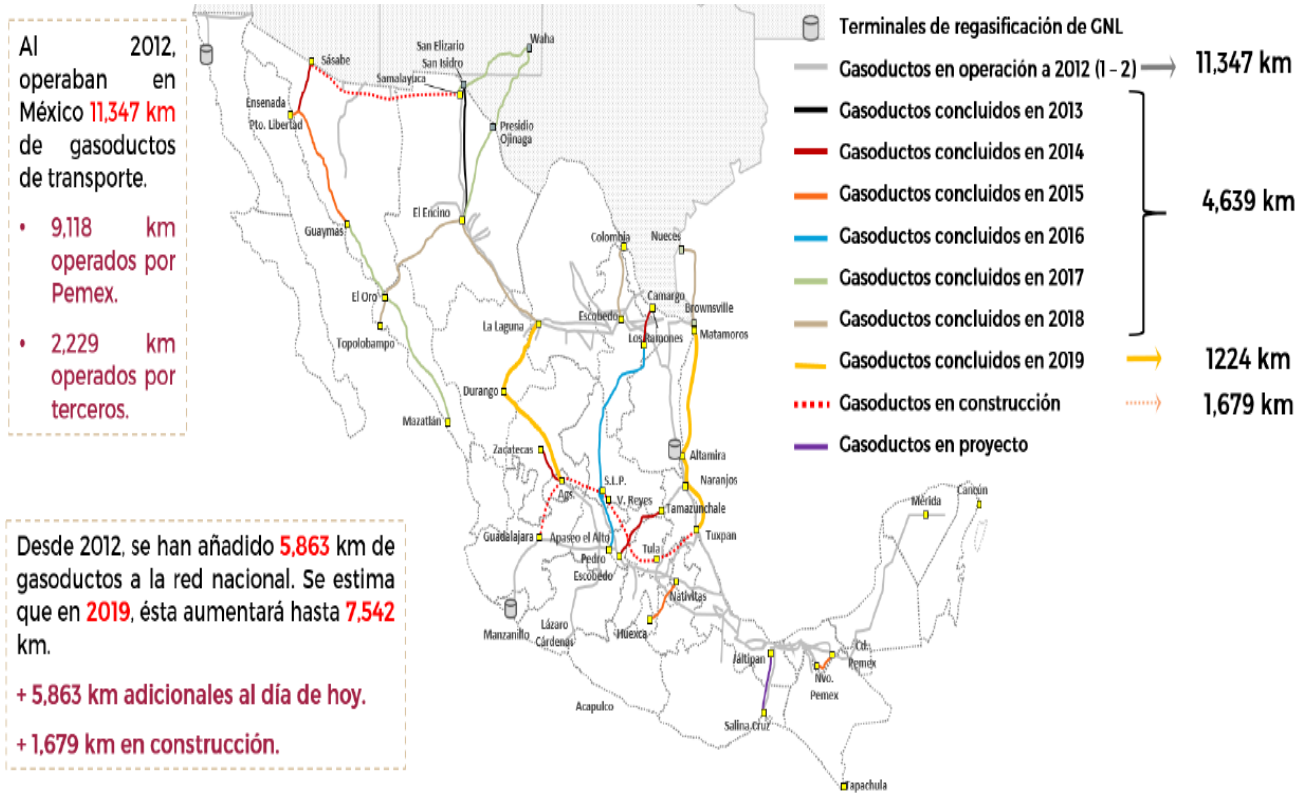 Al 2012,
operaban en
México 11,347 km
de gasoductos
de transporte.
• 9,118 km
operados por
Pemex.
• 2,229 km
operados por
terceros.
Desde 2012, se han añadido 5,863 km de
gasoductos a la red nacional. Se estima
que en 2019, ésta aumentará hasta 7,542
km.
+ 5,863 km adicionales al día de hoy.
+ 1,679 km en construcción.
Sásabe
San Elizario
San Isidro
Waha
Samalayuca
Ensenada
Pto. Libertad
Presidio
Ojinaga
El Encino
Guaymas
Colombia
Nueces
El Oro
Camargo
Topolobampo
La Laguna
Escobedo
Brownsville
Matamoros
Los Ramones
Durango
Mazatlán
Zacatecas
Altamira
Ags.
S.L.P.
Naranjos
V. Reyes
Tamazunchale
Guadalajara
Apaseo el Alto
Tula
Tuxpan
Pedro
Escobedo
Nativitas
Manzanillo
Lázaro
Cárdenas
Huexca
Acapulco
Jáltipan
Cd.
Pemex
Nvo.
Pemex
Salina Cruz
Mérida
Cancún
Tapachula
Terminales de regasificación de GNL
Gasoductos en operación a 2012 (1 – 2)
11,347 km
Gasoductos concluidos en 2013
Gasoductos concluidos en 2014
Gasoductos concluidos en 2015
4,639 km
Gasoductos concluidos en 2016
Gasoductos concluidos en 2017
Gasoductos concluidos en 2018
Gasoductos concluidos en 2019
1224 km
Gasoductos en construcción
1,679 km
Gasoductos en proyecto